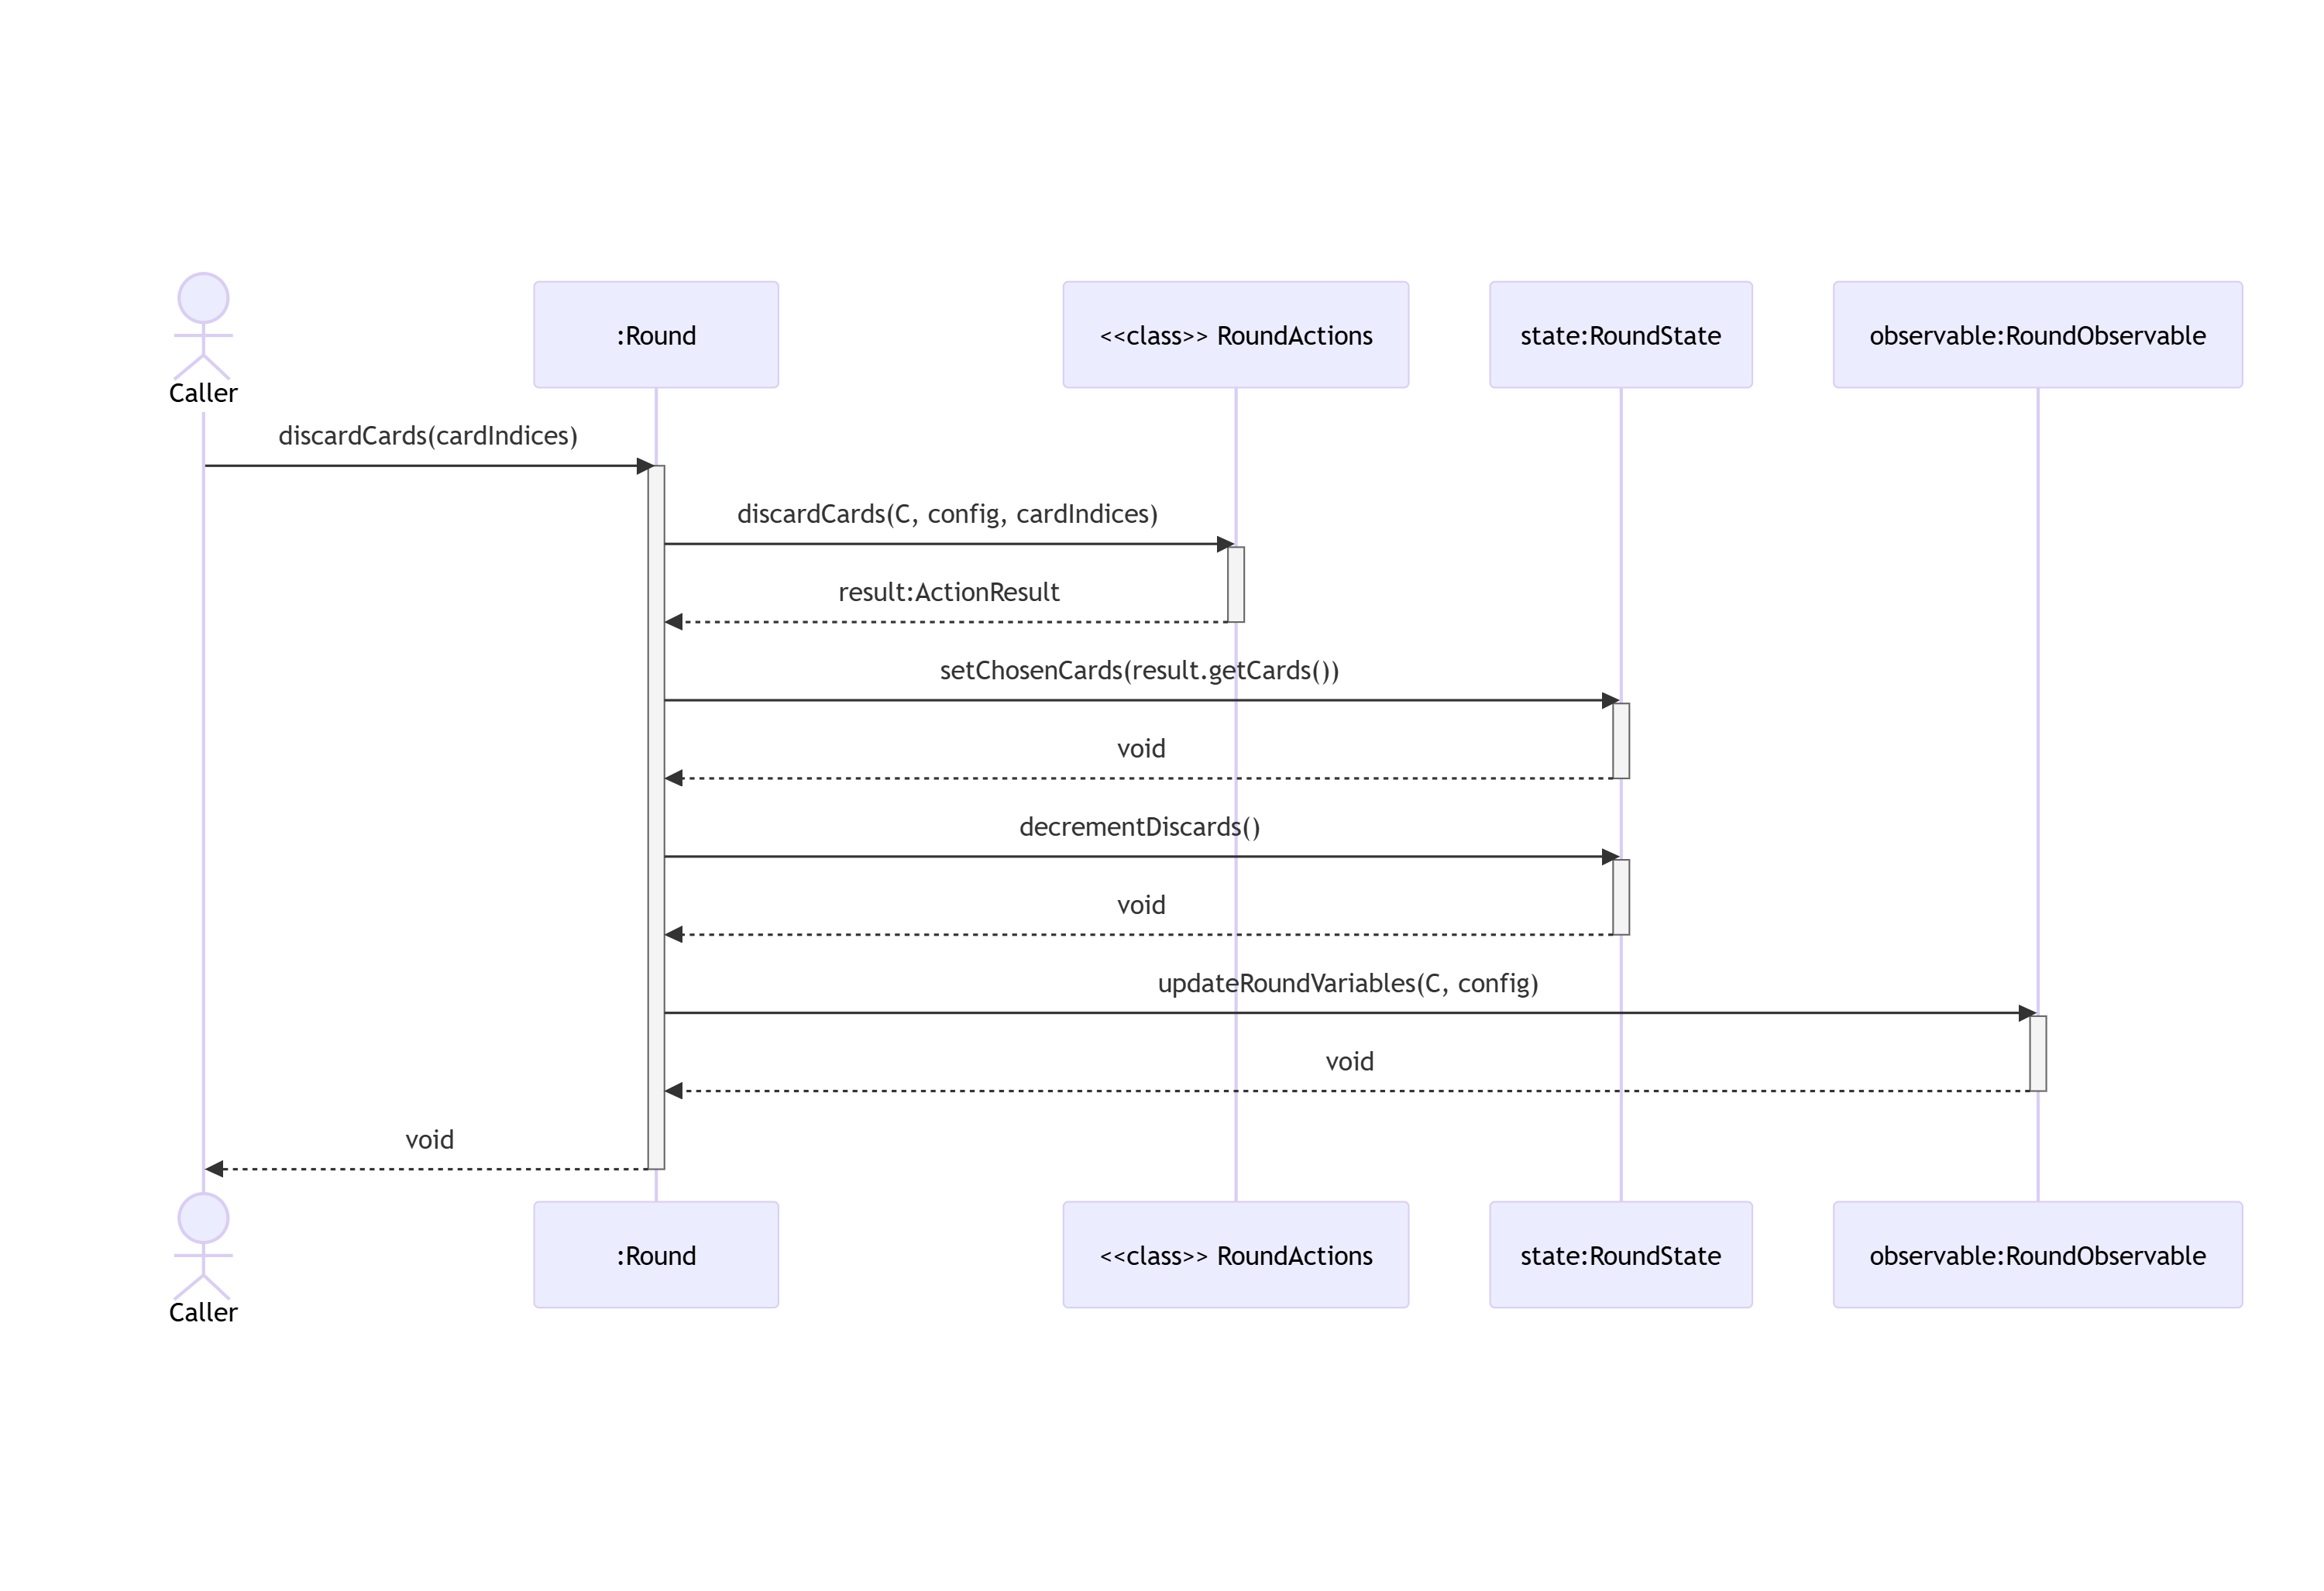 :Round
<<class>> RoundActions
state:RoundState
observable:RoundObservable
Caller
discardCards(cardIndices)
discardCards(C, config, cardIndices)
result:ActionResult
setChosenCards(result.getCards())
void
decrementDiscards()
void
updateRoundVariables(C, config)
void
void
:Round
<<class>> RoundActions
state:RoundState
observable:RoundObservable
Caller